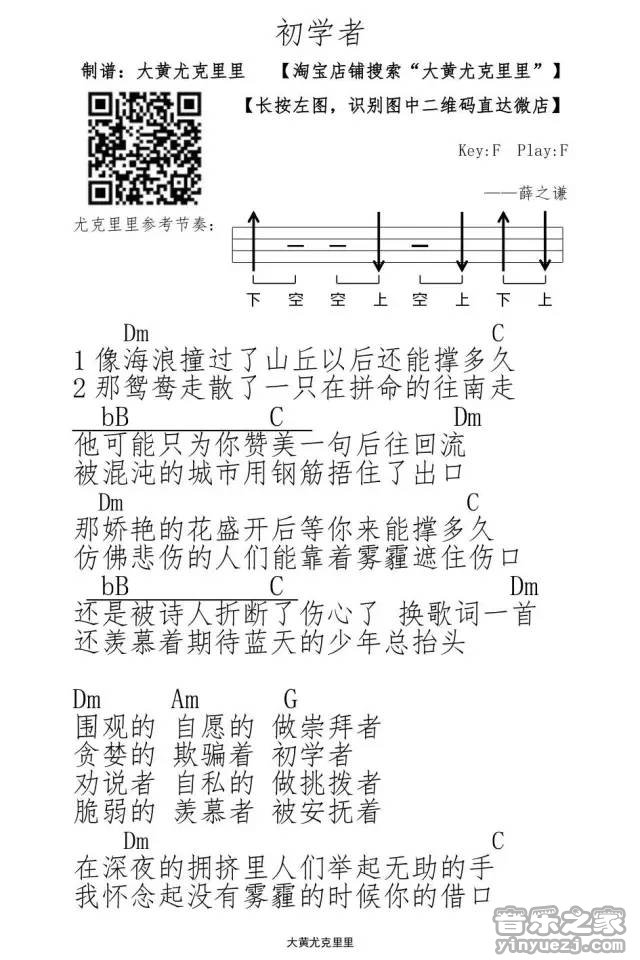 初学者
制谱：大黄尤克里里 【淘宝店铺搜索“大黄尤克里里”】
【长按左图，识别图中二维码直达微店】
Key:F Play:F
——薛之谦
尤克里里参考节奏：
下 空 空 上 空 上 下 上
Dm C
1 像海浪撞过了山丘以后还能撑多久
2 那鸳鸯走散了一只在拼命的往南走
bB C Dm
他可能只为你赞美一句后往回流
被混沌的城市用钢筋捂住了出口
Dm C
那娇艳的花盛开后等你来能撑多久
仿佛悲伤的人们能靠着雾霾遮住伤口
bB C Dm
还是被诗人折断了伤心了 换歌词一首
还羡慕着期待蓝天的少年总抬头
Dm Am G
围观的 自愿的 做崇拜者
贪婪的 欺骗着 初学者
劝说者 自私的 做挑拨者
脆弱的 羡慕者 被安抚着
Dm C
在深夜的拥挤里人们举起无助的手
我怀念起没有雾霾的时候你的借口
大黄尤克里里
音乐之家
yinyuezj.com